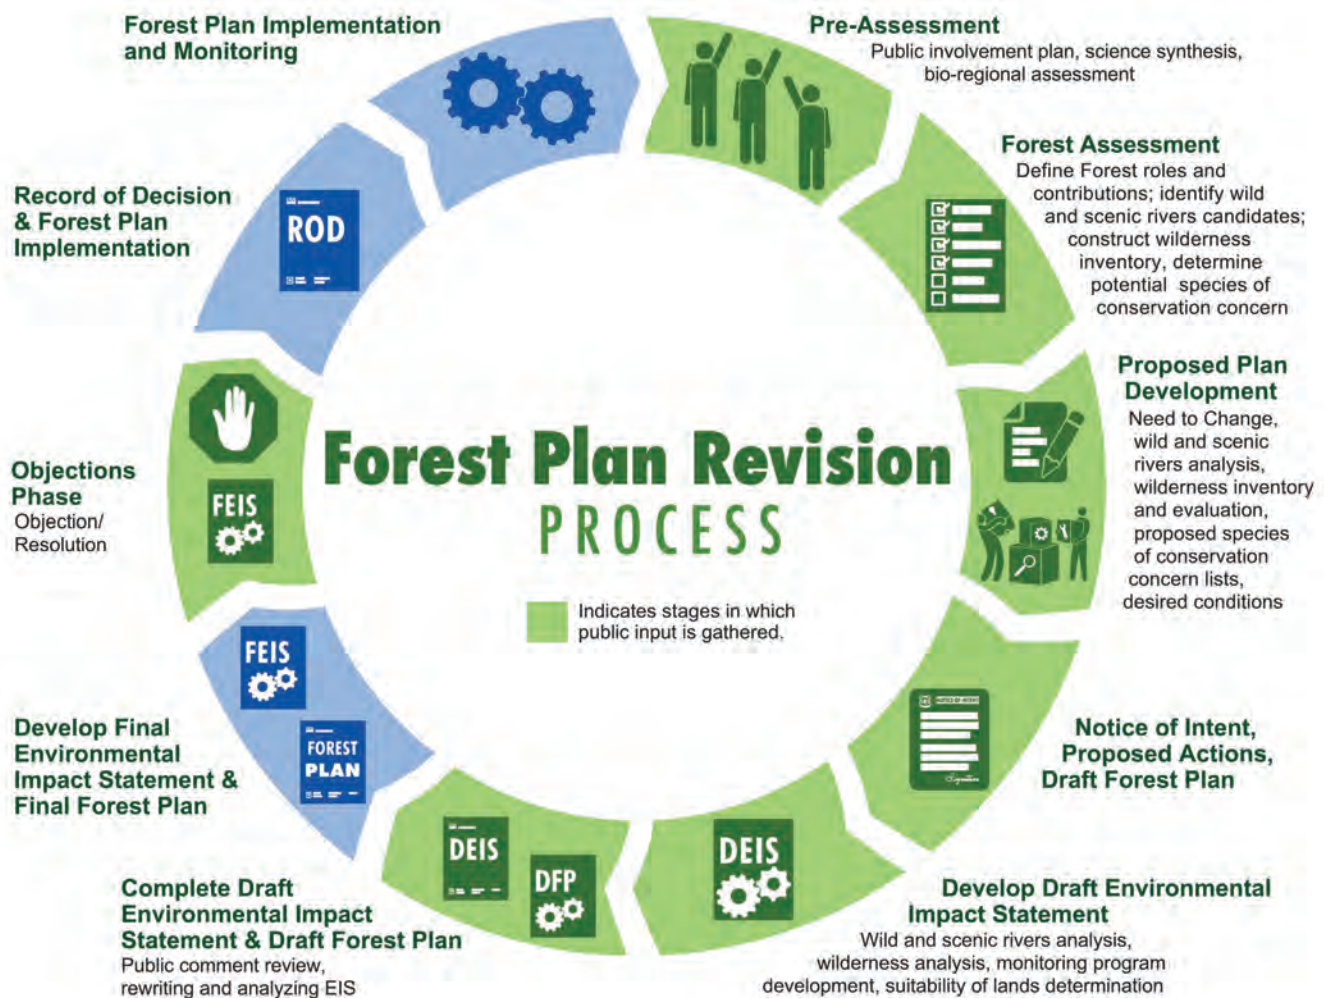 Forest Plan Implementation
and Monitoring
Pre-Assessment
Public involvement plan, science synthesis,
bio-regional assessment
Forest Assessment
Define Forest roles and
contributions; identify wild
and scenic rivers candidates;
construct wilderness
inventory, determine
potential species of
conservation concern
Record of Decision
& Forest Plan
Implementation
ROD
Proposed Plan
Development
Need to Change,
wild and scenic
rivers analysis,
wilderness inventory
and evaluation,
proposed species
of conservation
concern lists,
desired conditions
Objections
Phase
Objection/
Resolution
FEIS
Forest Plan Revision
PROCESS
Indicates stages in which
public input is gathered.
FEIS
FOREST
PLAN
Develop Final
Environmental
Impact Statement &
Final Forest Plan
NOTICE OF INTENT
Signature
Notice of Intent,
Proposed Actions,
Draft Forest Plan
DEIS
DFP
DEIS
Complete Draft
Environmental Impact
Statement & Draft Forest Plan
Public comment review,
rewriting and analyzing EIS
Develop Draft Environmental
Impact Statement
Wild and scenic rivers analysis,
wilderness analysis, monitoring program
development, suitability of lands determination